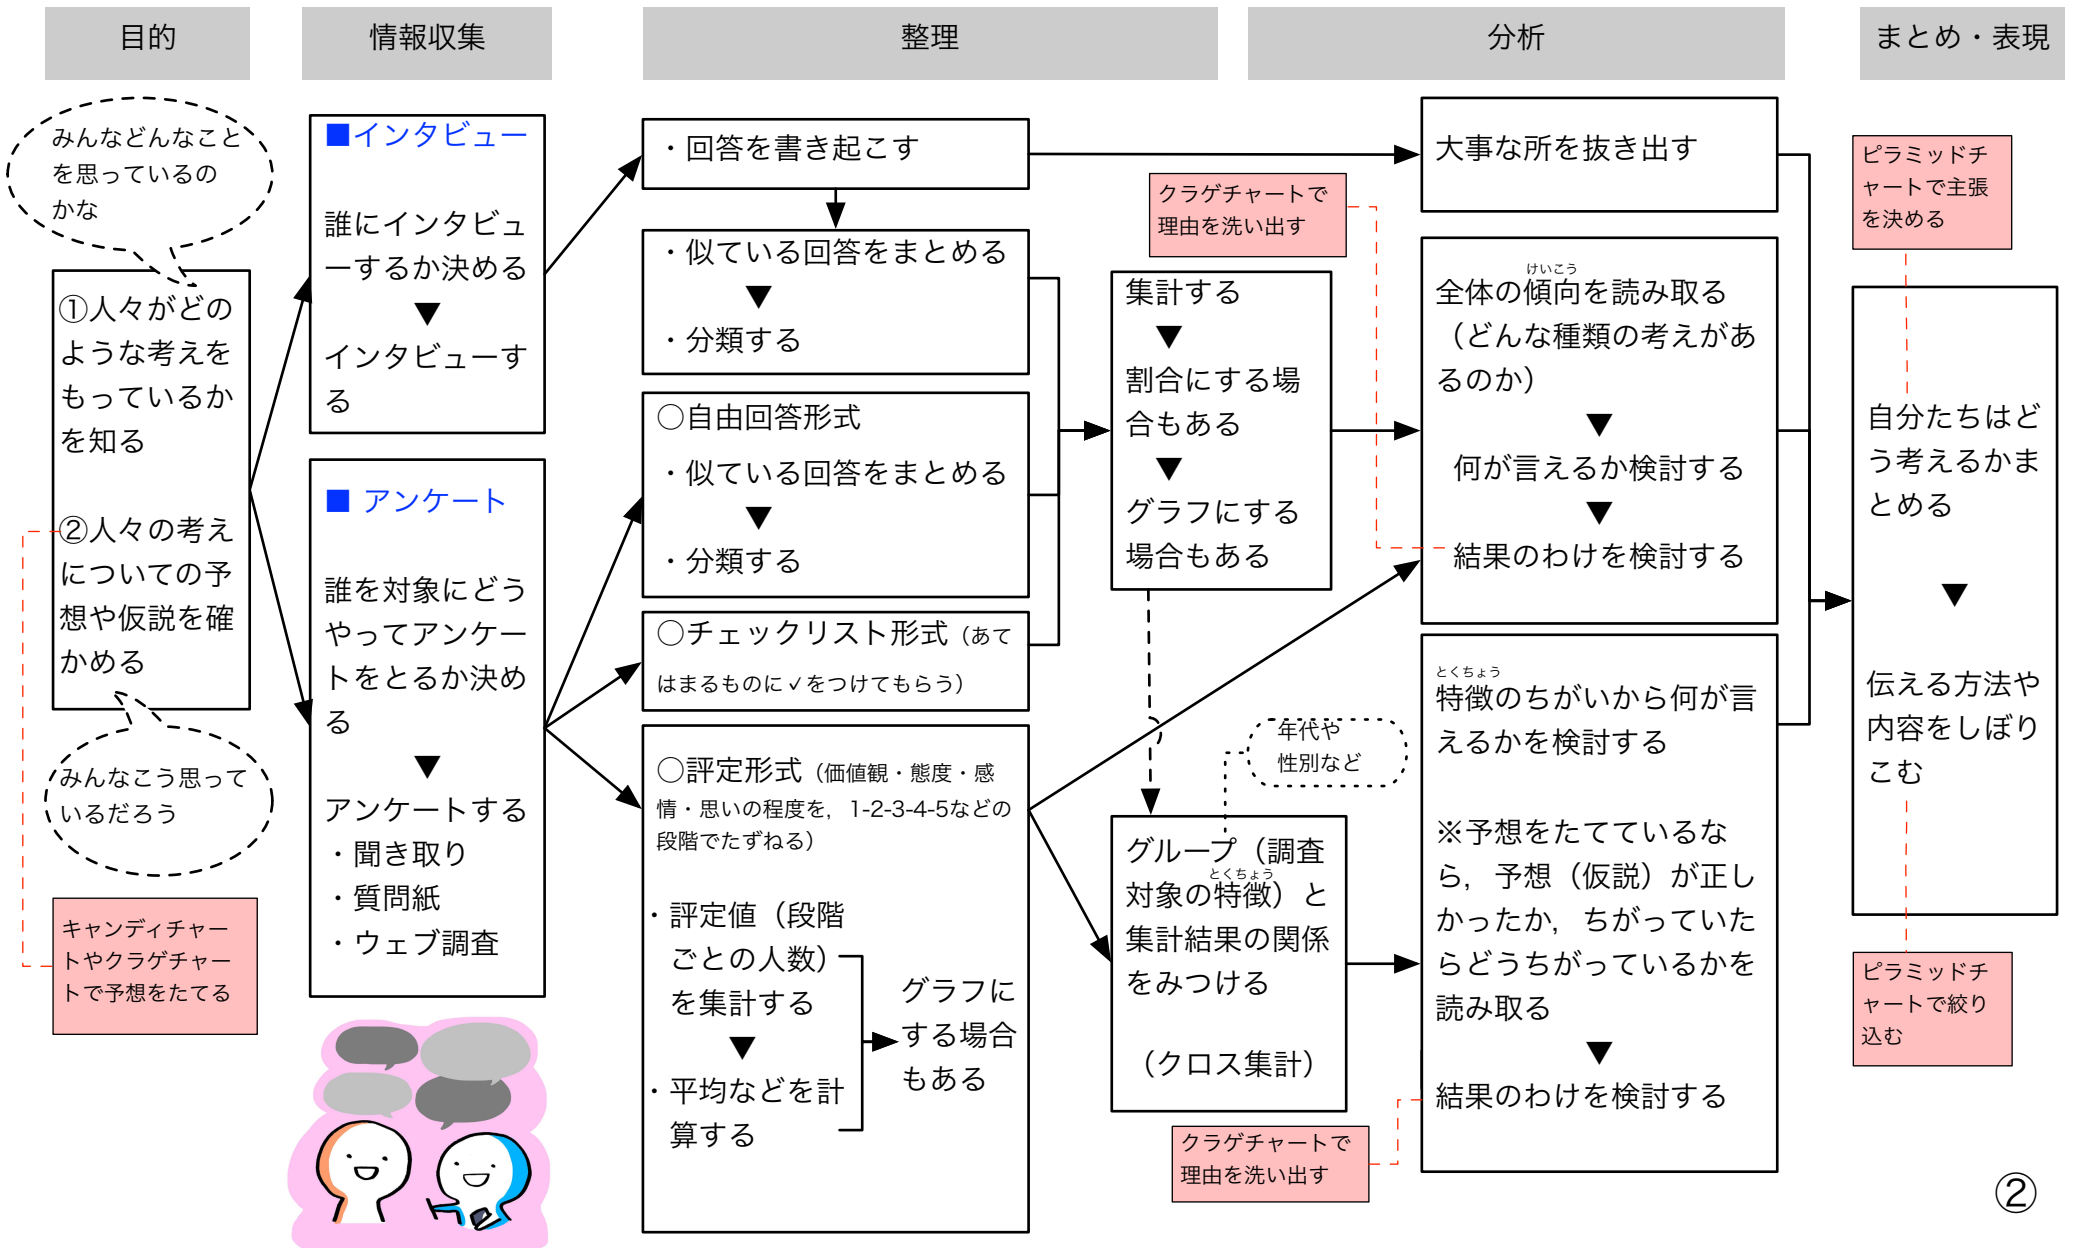 目的
情報収集
整理
分析
まとめ・表現
みんなどんなこと
を思っているの
かな
①人々がどの
ような考えを
もっているか
を知る
②人々の考え
についての予
想や仮説を確
かめる
みんなこう思って
いるだろう
キャンディチャー
トやクラゲチャー
トで予想をたてる
■インタビュー
誰にインタビュ
ーするか決める
▼
インタビューす
る
■ アンケート
誰を対象にどう
やってアンケー
トをとるか決め
る
▼
アンケートする
・聞き取り
・質問紙
・ウェブ調査
・回答を書き起こす
・似ている回答をまとめる
▼
・分類する
○自由回答形式
・似ている回答をまとめる
▼
・分類する
○チェックリスト形式（あて
はまるものに✓をつけてもらう）
○評定形式（価値観・態度・感
情・思いの程度を，1-2-3-4-5などの
段階でたずねる）
・評定値（段階
ごとの人数）
を集計する
▼
・平均などを計
算する
グラフに
する場合
もある
クラゲチャートで
理由を洗い出す
集計する
▼
割合にする場
合もある
▼
グラフにする
場合もある
年代や
性別など
グループ（調査
とくちょう
対象の特徴）と
集計結果の関係
をみつける
（クロス集計）
クラゲチャートで
理由を洗い出す
大事な所を抜き出す
けいこう
全体の傾向を読み取る
（どんな種類の考えがあ
るのか）
▼
何が言えるか検討する
▼
結果のわけを検討する
とくちょう
特徴のちがいから何が言
えるかを検討する
※予想をたてているな
ら，予想（仮説）が正し
かったか，ちがっていた
らどうちがっているかを
読み取る
▼
結果のわけを検討する
ピラミッドチ
ャートで主張
を決める
自分たちはど
う考えるかま
とめる
▼
伝える方法や
内容をしぼり
こむ
ピラミッドチ
ャートで絞り
込む
②